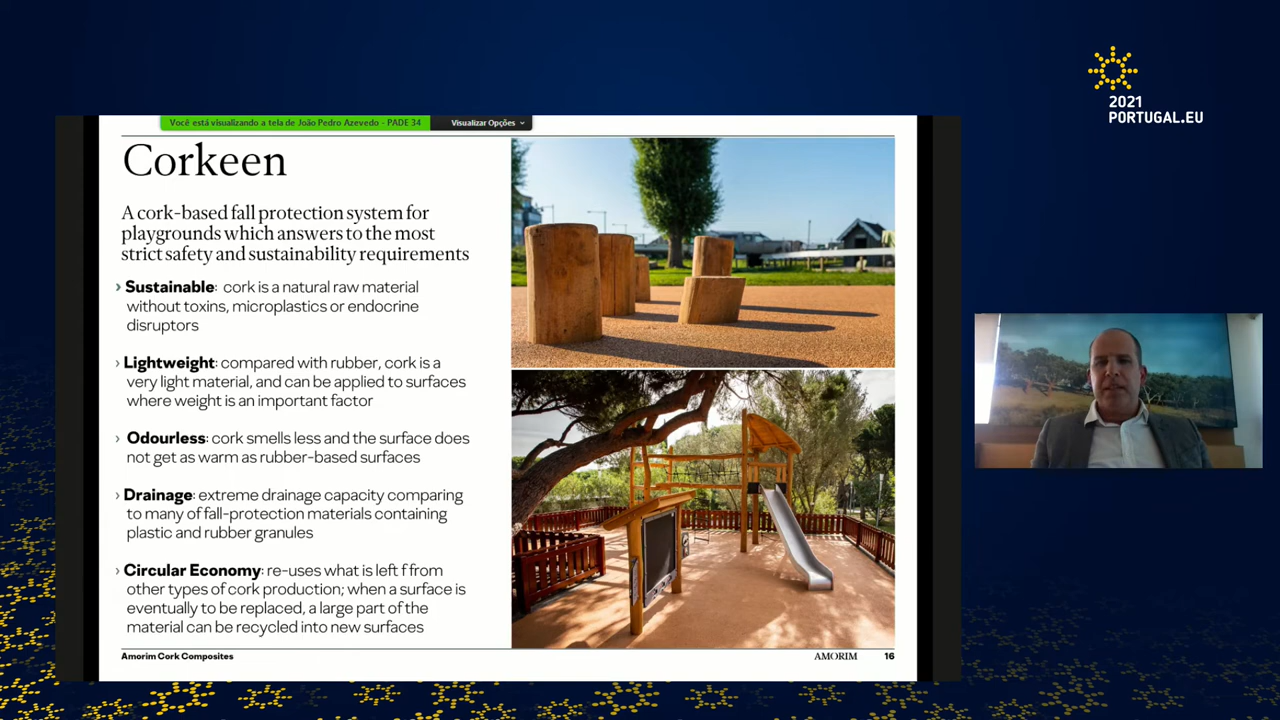 2021
PORTUGAL.EU
Você está visualizando a tela de João Pedro Azevedo - PADE 34 Visualizar Opções
Corkeen
A cork-based fall protection system for
playgrounds which answers to the most
strict safety and sustainability requirements
› Sustainable: cork is a natural raw material
without toxins, microplastics or endocrine
disruptors
› Lightweight: compared with rubber, cork is a
very light material, and can be applied to surfaces
where weight is an important factor
› Odourless: cork smells less and the surface does
not get as warm as rubber-based surfaces
› Drainage: extreme drainage capacity comparing
to many of fall-protection materials containing
plastic and rubber granules
› Circular Economy: re-uses what is left f from
other types of cork production; when a surface is
eventually to be replaced, a large part of the
material can be recycled into new surfaces
Amorim Cork Composites AMORIM 16